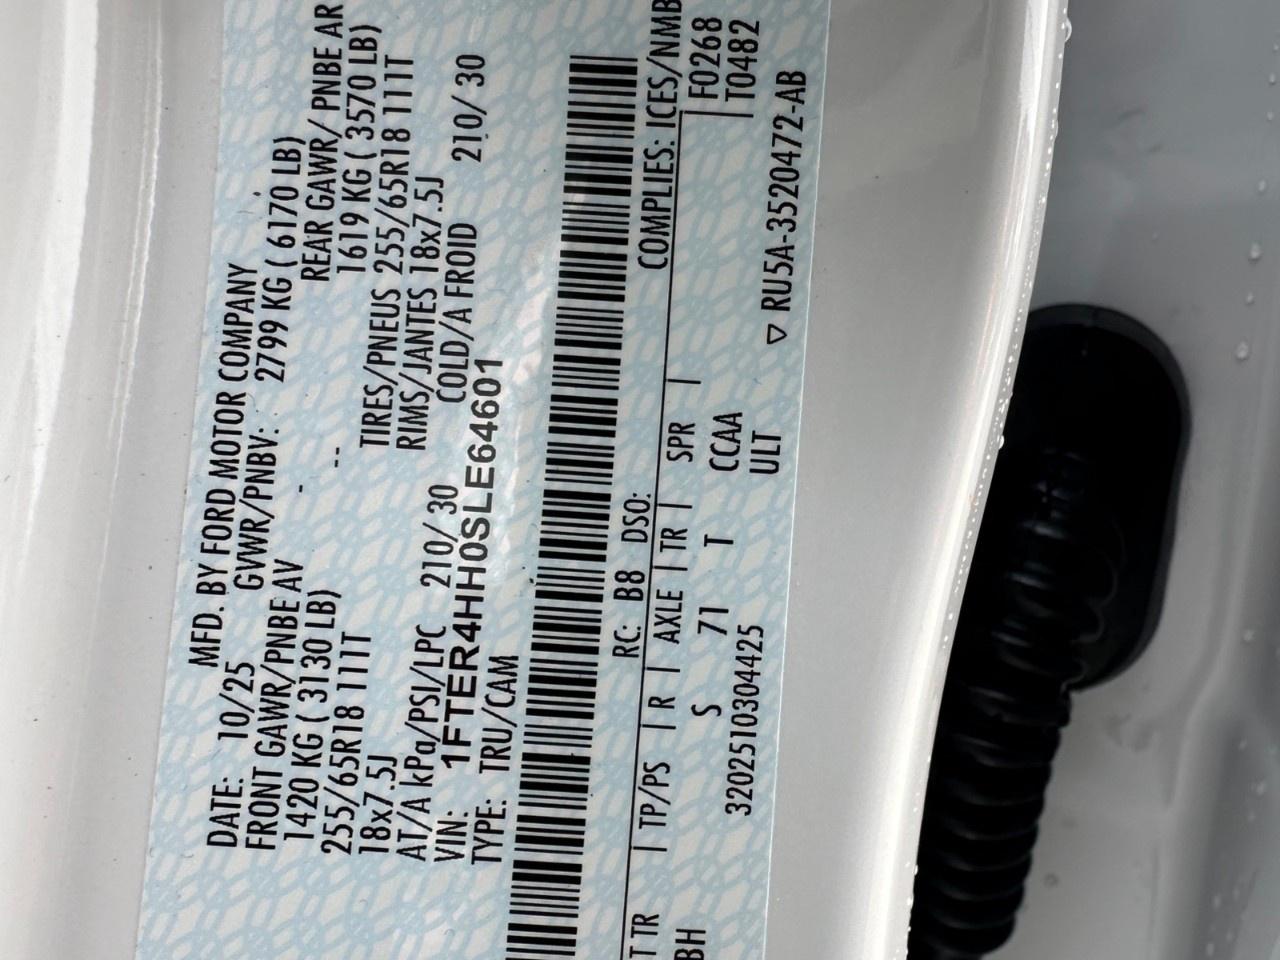 MFD. BY FORD MOTOR COMPANY
DATE: 10/25 GVWR/PNBV: 2799 KG ( 6170 LB)
FRONT GAWR/PNBE AV - REAR GAWR/ PNBE AR
1420 KG ( 3130 LB) -- 1619 KG ( 3570 LB)
255/65R18 111T TIRES/PNEUS 255/65R18 111T
18x7.5J RIMS/JANTES 18x7.5J
AT/A kPa/PSI/LPC 210/ 30 COLD/A FROID 210/ 30
VIN: 1FTER4HH0SLE64601
TYPE: TRU/CAM
RC: B8 DSO: COMPLIES: ICES/NMB
T TR | TP/PS | R | AXLE | TR | SPR | F0268
BH S 71 T CCAA T0482
3202510304425 ULT
▽ RU5A-3520472-AB